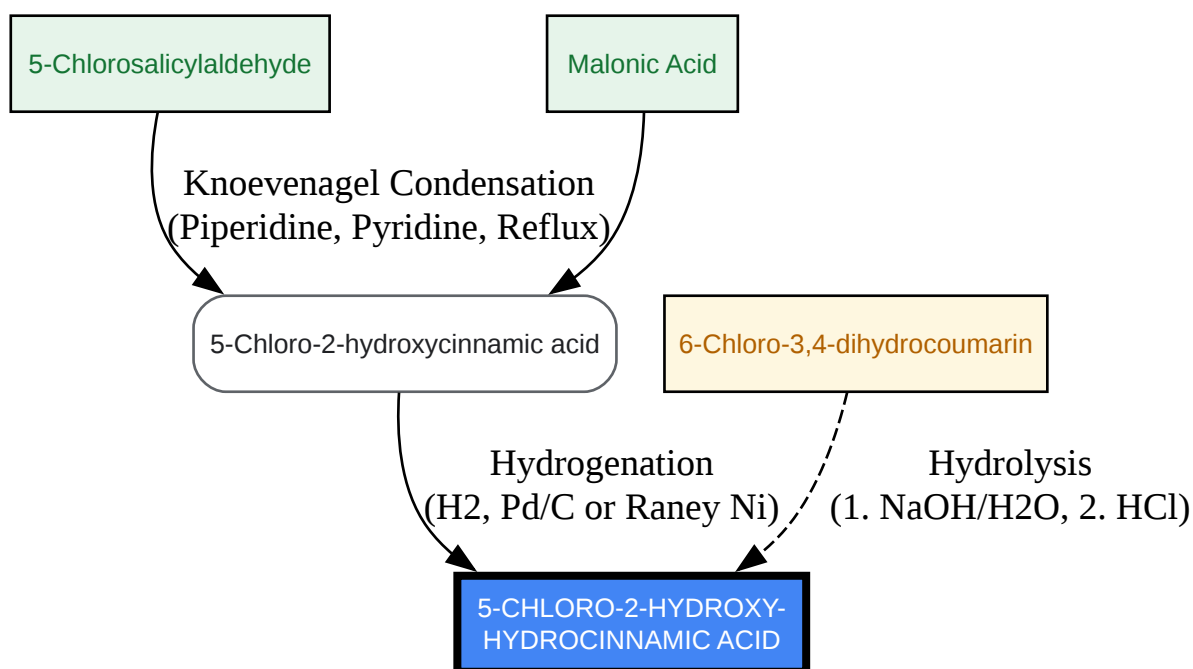 5-Chlorosalicylaldehyde
Malonic Acid
Knoevenagel Condensation
(Piperidine, Pyridine, Reflux)
5-Chloro-2-hydroxycinnamic acid
6-Chloro-3,4-dihydrocoumarin
Hydrogenation
(H2, Pd/C or Raney Ni)
Hydrolysis
(1. NaOH/H2O, 2. HCl)
5-CHLORO-2-HYDROXY-
HYDROCINNAMIC ACID